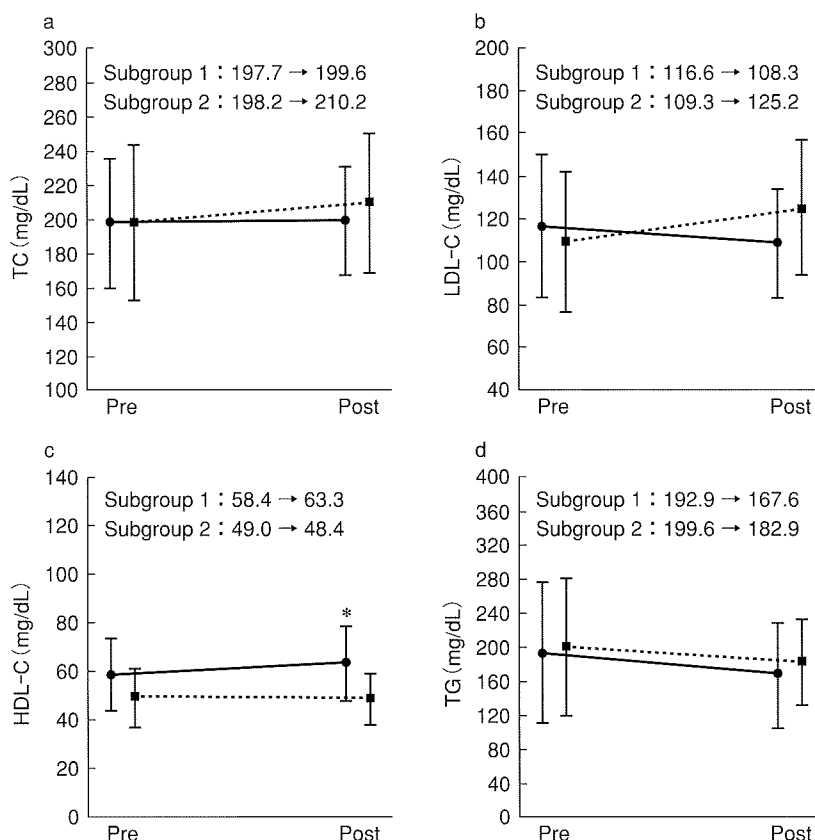 a
TC (mg/dL)
300
280
260
240
220
200
180
160
140
120
100
Subgroup 1 : 197.7 → 199.6
Subgroup 2 : 198.2 → 210.2
Pre Post
b
LDL-C (mg/dL)
200
180
160
140
120
100
80
60
40
Subgroup 1 : 116.6 → 108.3
Subgroup 2 : 109.3 → 125.2
Pre Post
c
HDL-C (mg/dL)
140
120
100
80
60
40
20
0
Subgroup 1 : 58.4 → 63.3
Subgroup 2 : 49.0 → 48.4
*
Pre Post
d
TG (mg/dL)
400
360
320
280
240
200
160
120
80
40
0
Subgroup 1 : 192.9 → 167.6
Subgroup 2 : 199.6 → 182.9
Pre Post